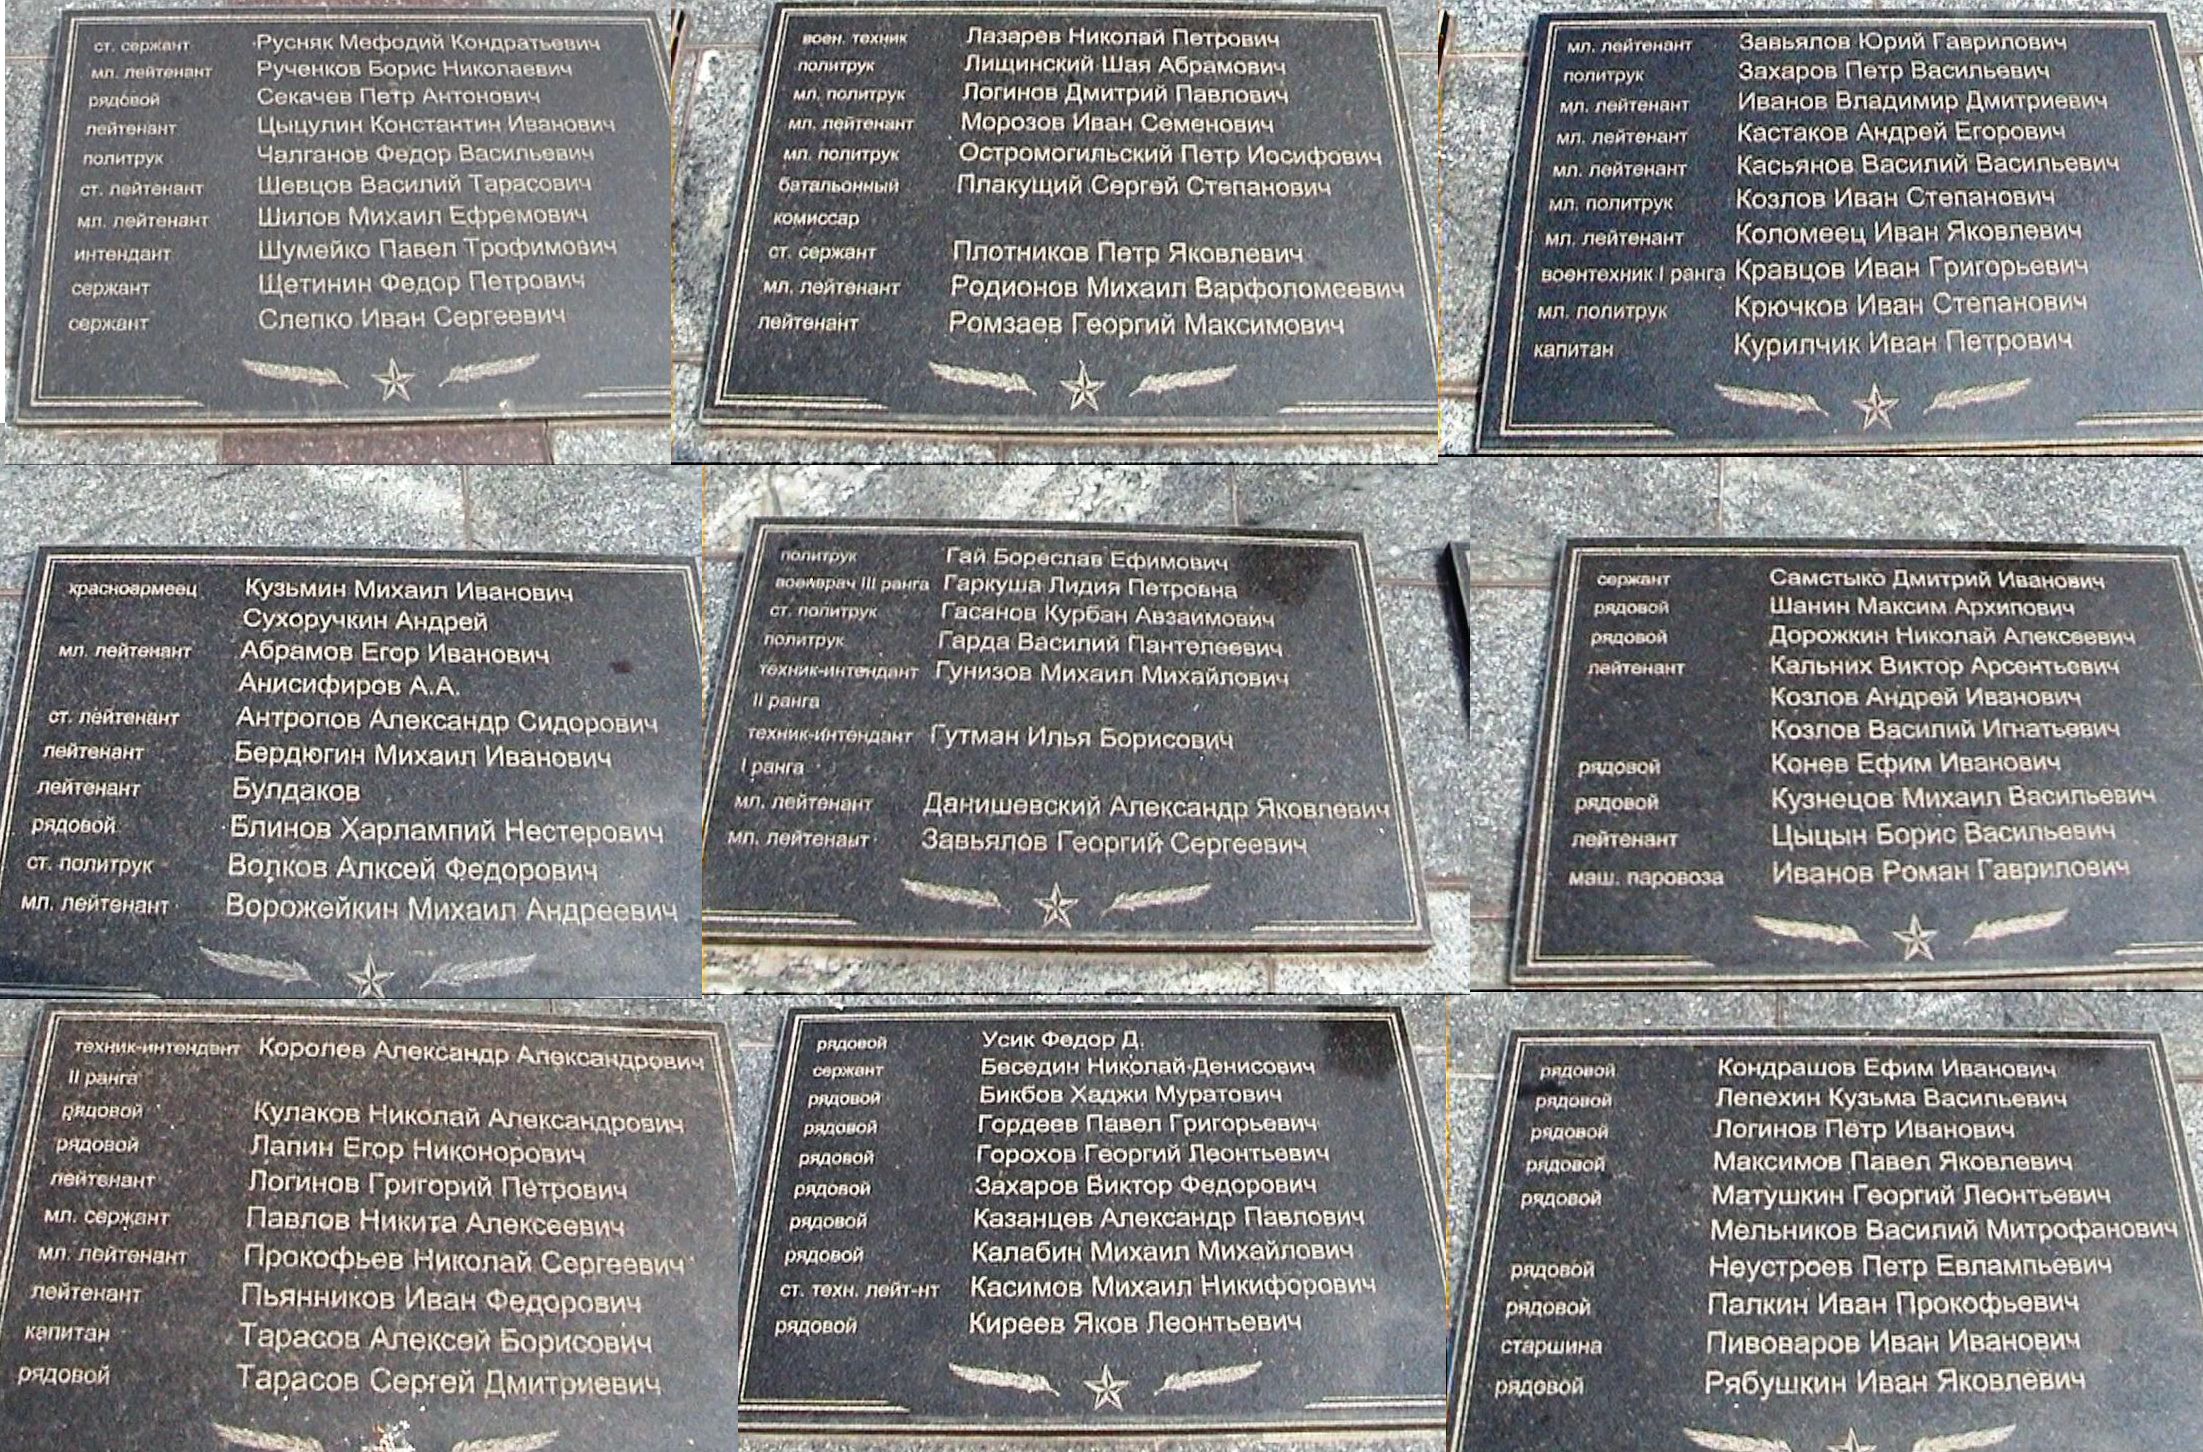 ст. сержант Русняк Мефодий Кондратьевич
мл. лейтенант Рученков Борис Николаевич
рядовой Секачев Петр Антонович
лейтенант Цыцулин Константин Иванович
политрук Чалганов Федор Васильевич
ст. лейтенант Шевцов Василий Тарасович
мл. лейтенант Шилов Михаил Ефремович
интендант Шумейко Павел Трофимович
сержант Щетинин Федор Петрович
сержант Слепко Иван Сергеевич
воен. техник Лазарев Николай Петрович
политрук Лищинский Шая Абрамович
мл. политрук Логинов Дмитрий Павлович
мл. лейтенант Морозов Иван Семенович
мл. политрук Остромогильский Петр Иосифович
батальонный Плакущий Сергей Степанович
комиссар
ст. сержант Плотников Петр Яковлевич
мл. лейтенант Родионов Михаил Варфоломеевич
лейтенант Ромзаев Георгий Максимович
мл. лейтенант Завьялов Юрий Гаврилович
политрук Захаров Петр Васильевич
мл. лейтенант Иванов Владимир Дмитриевич
мл. лейтенант Кастаков Андрей Егорович
мл. лейтенант Касьянов Василий Васильевич
мл. политрук Козлов Иван Степанович
мл. лейтенант Коломеец Иван Яковлевич
воентехник I ранга Кравцов Иван Григорьевич
мл. политрук Крючков Иван Степанович
капитан Курилчик Иван Петрович
красноармеец Кузьмин Михаил Иванович
Сухоручкин Андрей
мл. лейтенант Абрамов Егор Иванович
Анисифиров А.А.
ст. лейтенант Антропов Александр Сидорович
лейтенант Бердюгин Михаил Иванович
лейтенант Булдаков
рядовой Блинов Харлампий Нестерович
ст. политрук Волков Алксей Федорович
мл. лейтенант Ворожейкин Михаил Андреевич
политрук Гай Бореслав Ефимович
военврач III ранга Гаркуша Лидия Петровна
ст. политрук Гасанов Курбан Авзаимович
политрук Гарда Василий Пантелеевич
техник-интендант Гунизов Михаил Михайлович
II ранга
техник-интендант Гутман Илья Борисович
I ранга
мл. лейтенант Данишевский Александр Яковлевич
мл. лейтенант Завьялов Георгий Сергеевич
сержант Самстыко Дмитрий Иванович
рядовой Шанин Максим Архипович
рядовой Дорожкин Николай Алексеевич
лейтенант Кальних Виктор Арсентьевич
Козлов Андрей Иванович
Козлов Василий Игнатьевич
рядовой Конев Ефим Иванович
рядовой Кузнецов Михаил Васильевич
лейтенант Цыцын Борис Васильевич
маш. паровоза Иванов Роман Гаврилович
техник-интендант Королев Александр Александрович
II ранга
рядовой Кулаков Николай Александрович
рядовой Лапин Егор Никонорович
лейтенант Логинов Григорий Петрович
мл. сержант Павлов Никита Алексеевич
мл. лейтенант Прокофьев Николай Сергеевич
лейтенант Пьянников Иван Федорович
капитан Тарасов Алексей Борисович
рядовой Тарасов Сергей Дмитриевич
рядовой Усик Федор Д.
сержант Беседин Николай Денисович
рядовой Бикбов Хаджи Муратович
рядовой Гордеев Павел Григорьевич
рядовой Горохов Георгий Леонтьевич
рядовой Захаров Виктор Федорович
рядовой Казанцев Александр Павлович
рядовой Калабин Михаил Михайлович
ст. техн. лейт-нт Касимов Михаил Никифорович
рядовой Киреев Яков Леонтьевич
рядовой Кондрашов Ефим Иванович
рядовой Лепехин Кузьма Васильевич
рядовой Логинов Петр Иванович
рядовой Максимов Павел Яковлевич
рядовой Матушкин Георгий Леонтьевич
Мельников Василий Митрофанович
рядовой Неустроев Петр Евлампьевич
рядовой Палкин Иван Прокофьевич
старшина Пивоваров Иван Иванович
рядовой Рябушкин Иван Яковлевич